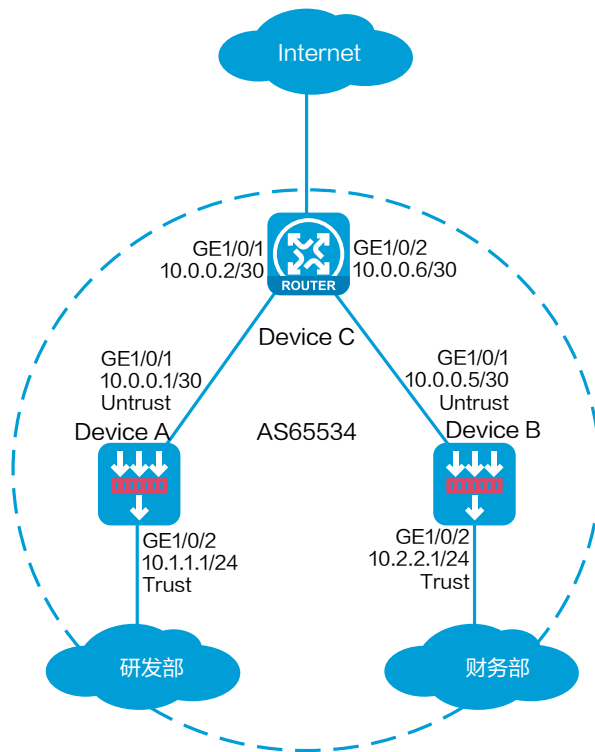 Internet
GE1/0/1
10.0.0.2/30
GE1/0/2
10.0.0.6/30
ROUTER
Device C
GE1/0/1
10.0.0.1/30
Untrust
Device A
GE1/0/1
10.0.0.5/30
Untrust
Device B
AS65534
GE1/0/2
10.1.1.1/24
Trust
GE1/0/2
10.2.2.1/24
Trust
研发部
财务部